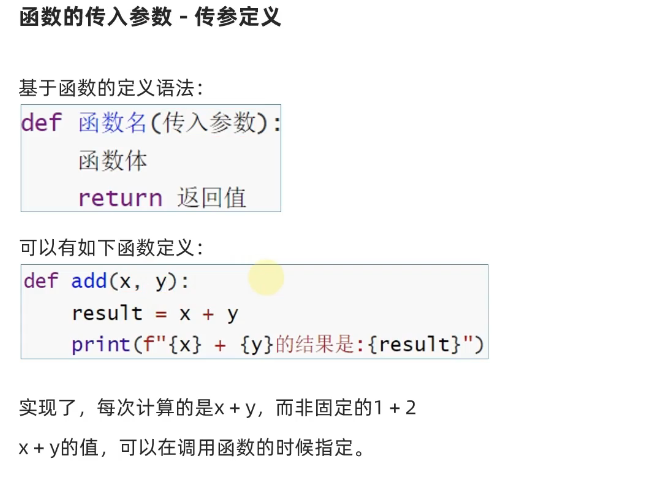 函数的传入参数 - 传参定义
基于函数的定义语法：
def 函数名(传入参数):
    函数体
    return 返回值
可以有如下函数定义：
def add(x, y):
    result = x + y
    print(f"{x} + {y}的结果是:{result}")
实现了，每次计算的是x + y，而非固定的1 + 2
x + y的值，可以在调用函数的时候指定。